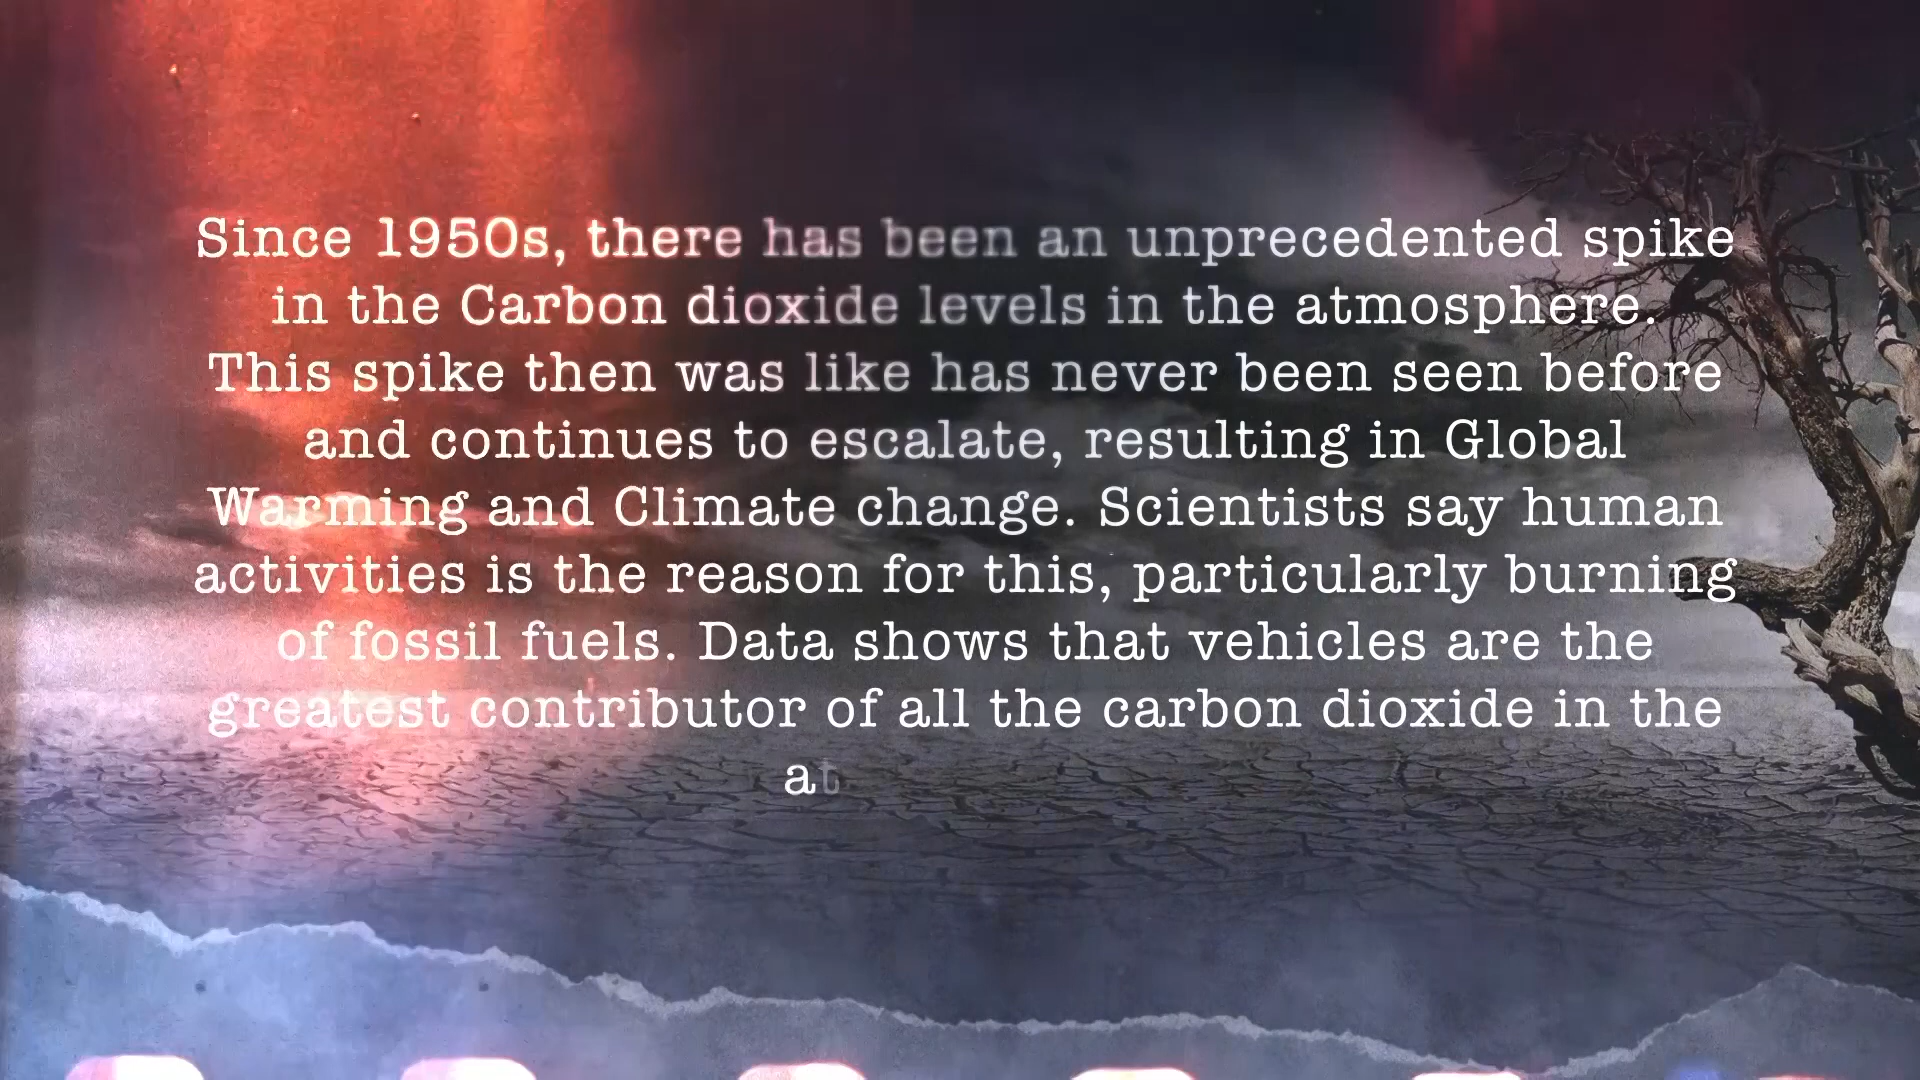 Since 1950s, there has been an unprecedented spike
in the Carbon dioxide levels in the atmosphere.
This spike then was like has never been seen before
and continues to escalate, resulting in Global
Warming and Climate change. Scientists say human
activities is the reason for this, particularly burning
of fossil fuels. Data shows that vehicles are the
greatest contributor of all the carbon dioxide in the
at